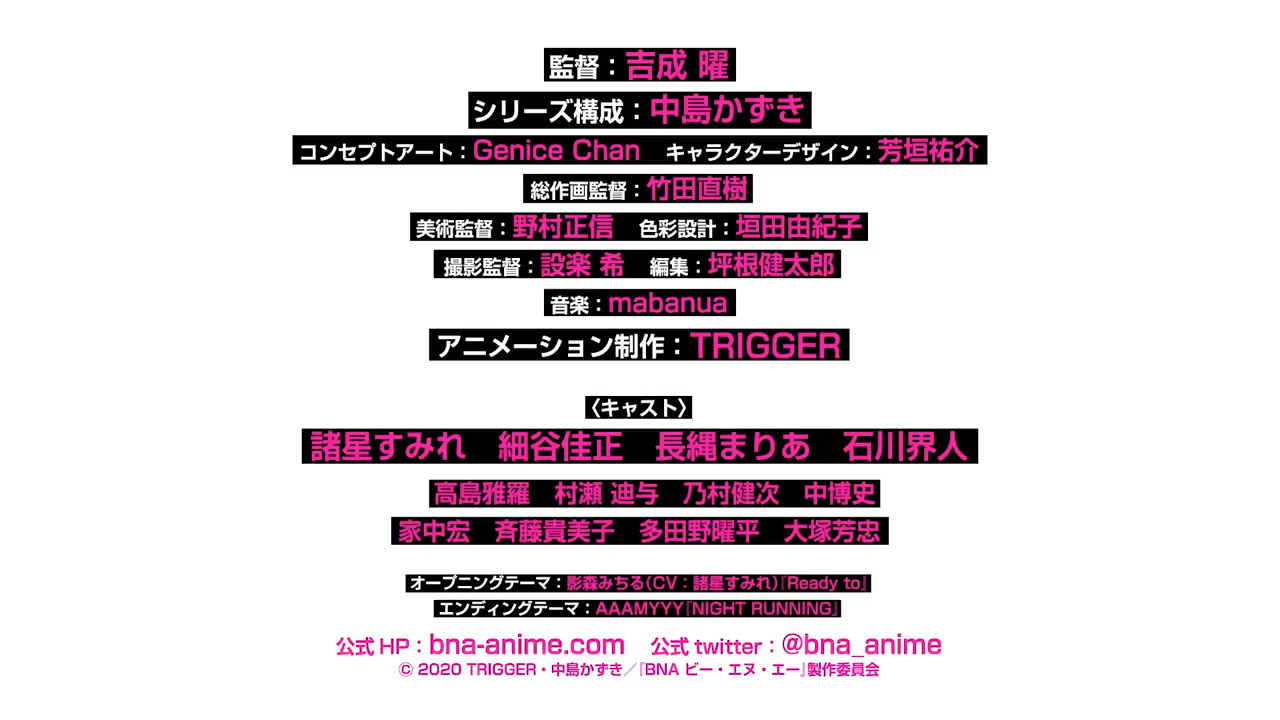 監督：吉成 曜
シリーズ構成：中島かずき
コンセプトアート：Genice Chan　キャラクターデザイン：芳垣祐介
総作画監督：竹田直樹
美術監督：野村正信　色彩設計：垣田由紀子
撮影監督：設楽 希　編集：坪根健太郎
音楽：mabanua
アニメーション制作：TRIGGER
〈キャスト〉
諸星すみれ　細谷佳正　長縄まりあ　石川界人
高島雅羅　村瀬 迪与　乃村健次　中博史
家中宏　斉藤貴美子　多田野曜平　大塚芳忠
オープニングテーマ：影森みちる（CV：諸星すみれ）『Ready to』
エンディングテーマ：AAAMYYY『NIGHT RUNNING』
公式 HP：bna-anime.com　公式 twitter：@bna_anime
© 2020 TRIGGER・中島かずき／『BNA ビー・エヌ・エー』製作委員会